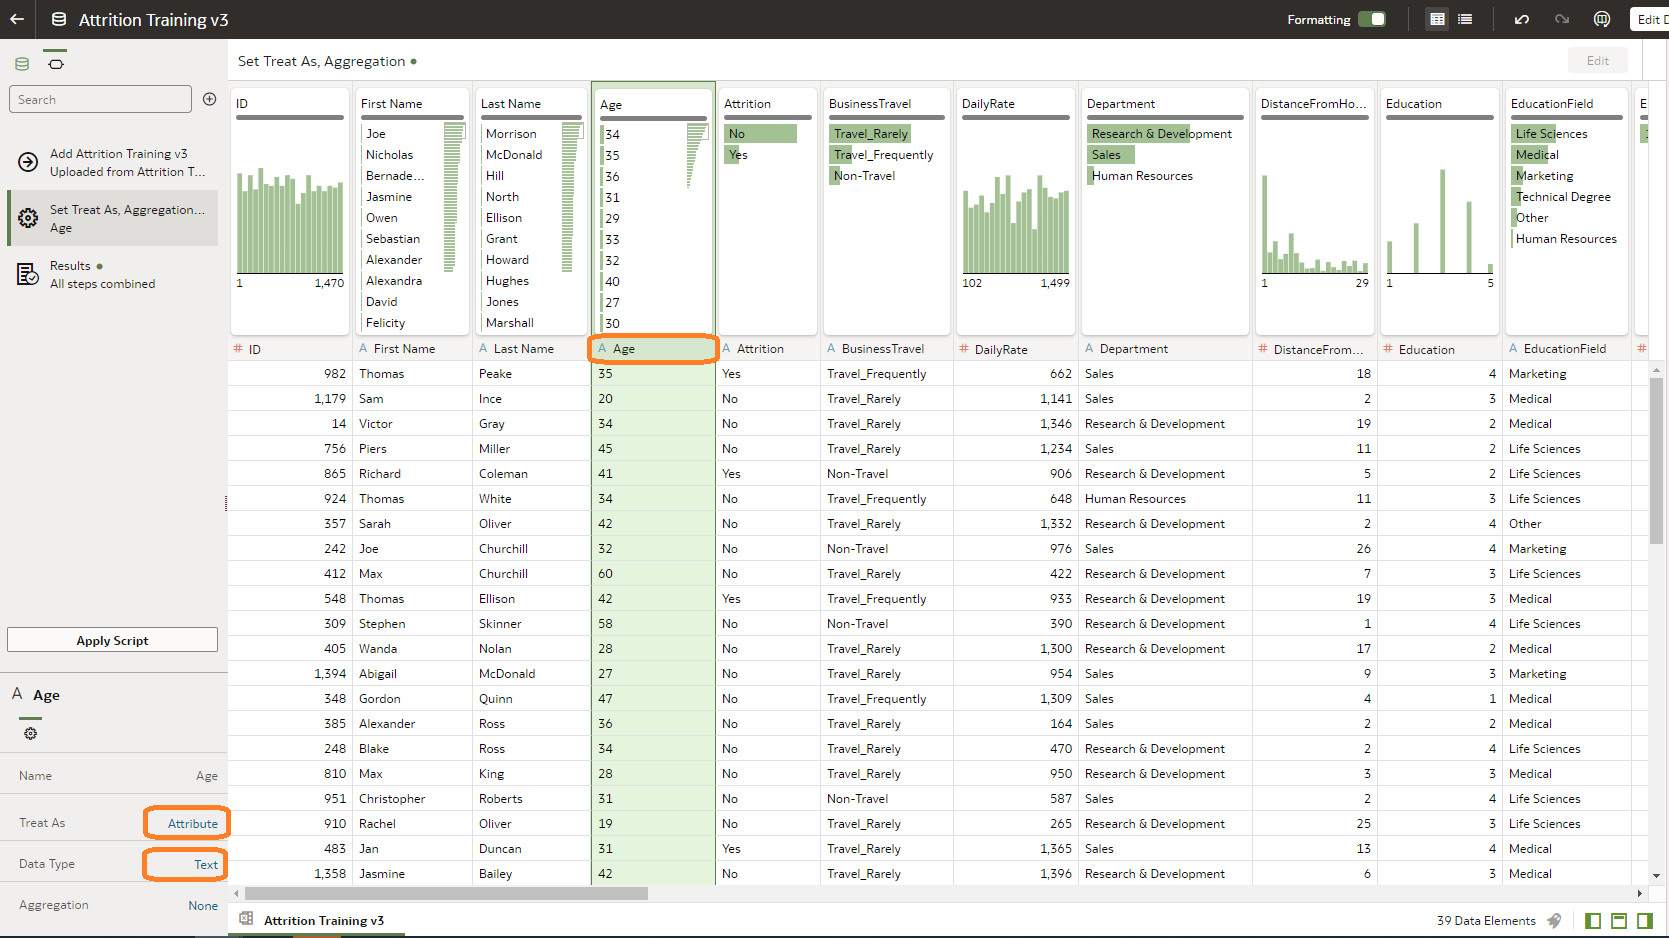 Attrition Training v3
Formatting
Edit D
Set Treat As, Aggregation
Edit
Search
Add Attrition Training v3
Uploaded from Attrition T...
Set Treat As, Aggregation...
Age
Results
All steps combined
Apply Script
A Age
Name Age
Treat As Attribute
Data Type Text
Aggregation None
ID
1 1,470
First Name
Joe
Nicholas
Bernade...
Jasmine
Owen
Sebastian
Alexander
Alexandra
David
Felicity
Last Name
Morrison
McDonald
Hill
North
Ellison
Grant
Howard
Hughes
Jones
Marshall
Age
34
35
36
31
29
33
32
40
27
30
Attrition
No
Yes
BusinessTravel
Travel_Rarely
Travel_Frequently
Non-Travel
DailyRate
102 1,499
Department
Research & Development
Sales
Human Resources
DistanceFromHo...
1 29
Education
1 5
EducationField
Life Sciences
Medical
Marketing
Technical Degree
Other
Human Resources
E
# ID A First Name A Last Name A Age A Attrition A BusinessTravel # DailyRate A Department # DistanceFrom... # Education A EducationField #
982 Thomas Peake 35 Yes Travel_Frequently 662 Sales 18 4 Marketing
1,179 Sam Ince 20 No Travel_Rarely 1,141 Sales 2 3 Medical
14 Victor Gray 34 No Travel_Rarely 1,346 Research & Development 19 2 Medical
756 Piers Miller 45 No Travel_Rarely 1,234 Sales 11 2 Life Sciences
865 Richard Coleman 41 Yes Non-Travel 906 Research & Development 5 2 Life Sciences
924 Thomas White 34 No Travel_Frequently 648 Human Resources 11 3 Life Sciences
357 Sarah Oliver 42 No Travel_Rarely 1,332 Research & Development 2 4 Other
242 Joe Churchill 32 No Non-Travel 976 Sales 26 4 Marketing
412 Max Churchill 60 No Travel_Rarely 422 Research & Development 7 3 Life Sciences
548 Thomas Ellison 42 Yes Travel_Frequently 933 Research & Development 19 3 Medical
309 Stephen Skinner 58 No Non-Travel 390 Research & Development 1 4 Life Sciences
405 Wanda Nolan 28 No Travel_Rarely 1,300 Research & Development 17 2 Medical
1,394 Abigail McDonald 27 No Travel_Rarely 954 Sales 9 3 Marketing
348 Gordon Quinn 47 No Travel_Frequently 1,309 Sales 4 1 Medical
385 Alexander Ross 36 No Travel_Rarely 164 Sales 2 2 Medical
248 Blake Ross 34 No Travel_Rarely 470 Research & Development 2 4 Life Sciences
810 Max King 28 No Travel_Rarely 950 Research & Development 3 3 Medical
951 Christopher Roberts 31 No Non-Travel 587 Sales 2 4 Life Sciences
910 Rachel Oliver 19 No Travel_Rarely 265 Research & Development 25 3 Life Sciences
483 Jan Duncan 31 Yes Travel_Rarely 1,365 Sales 13 4 Medical
1,358 Jasmine Bailey 42 No Travel_Rarely 1,396 Research & Development 6 3 Medical
Attrition Training v3
39 Data Elements